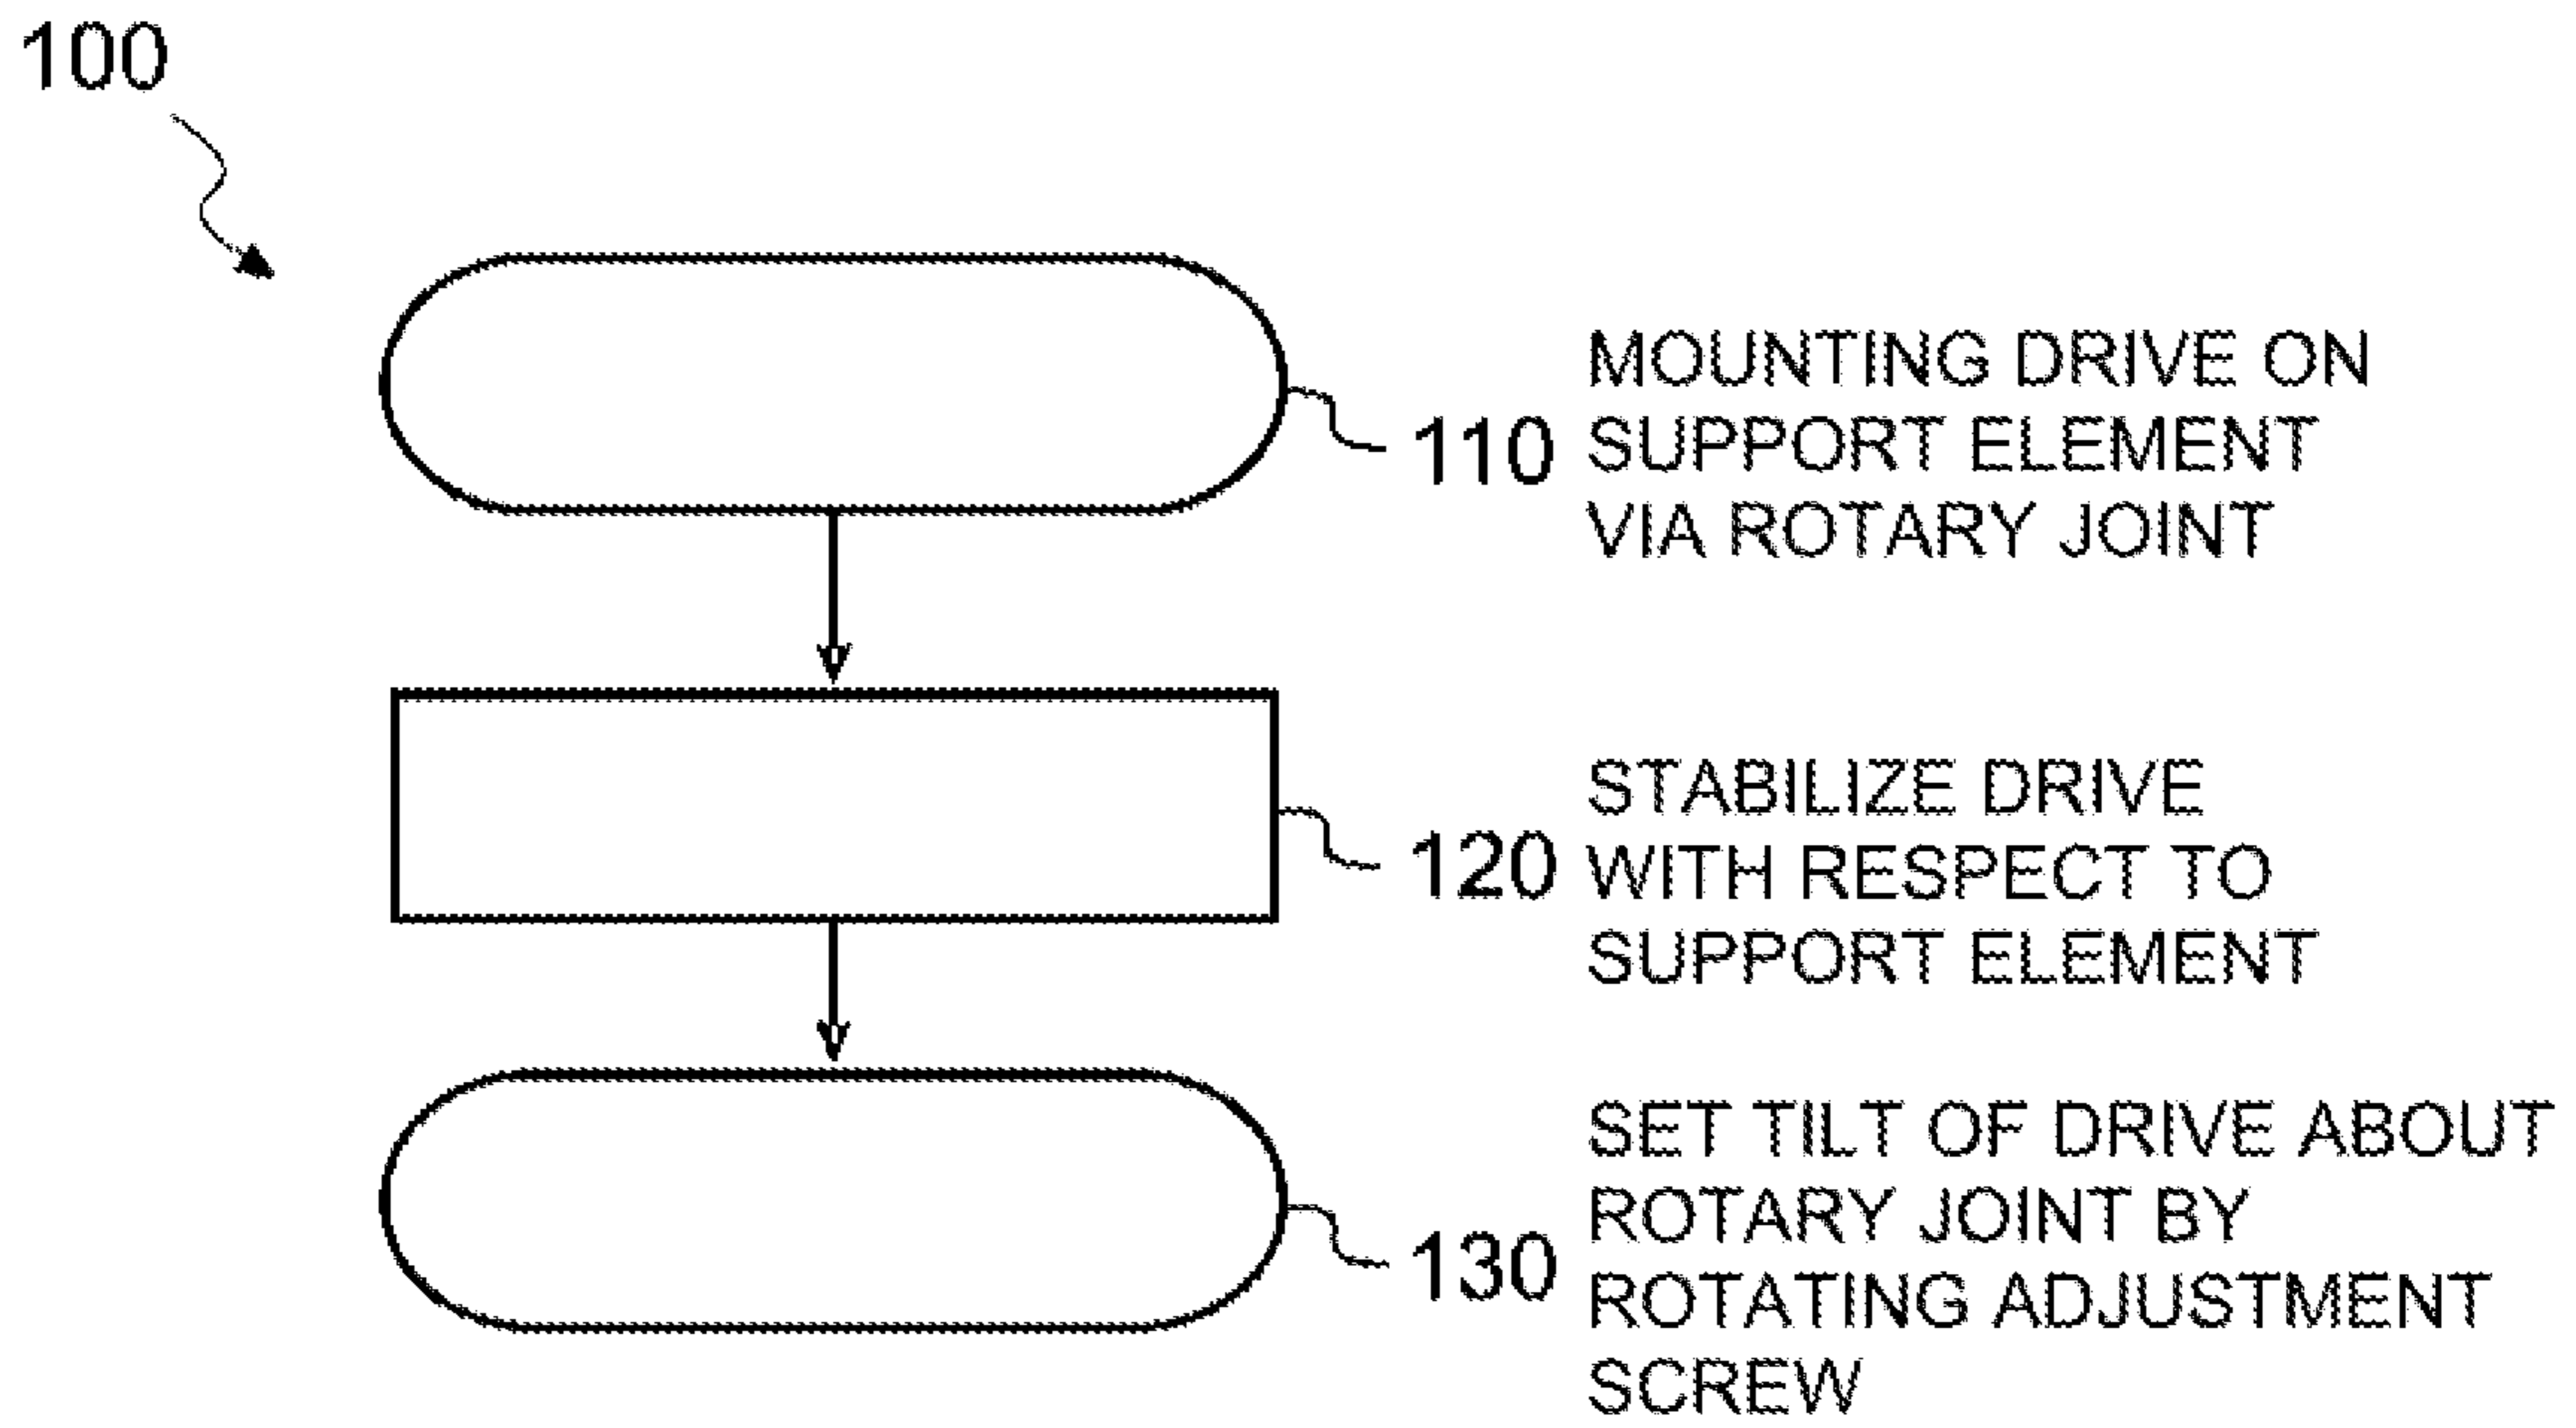 100
MOUNTING DRIVE ON
110 SUPPORT ELEMENT
VIA ROTARY JOINT
STABILIZE DRIVE
120 WITH RESPECT TO
SUPPORT ELEMENT
SET TILT OF DRIVE ABOUT
ROTARY JOINT BY
130 ROTATING ADJUSTMENT
SCREW